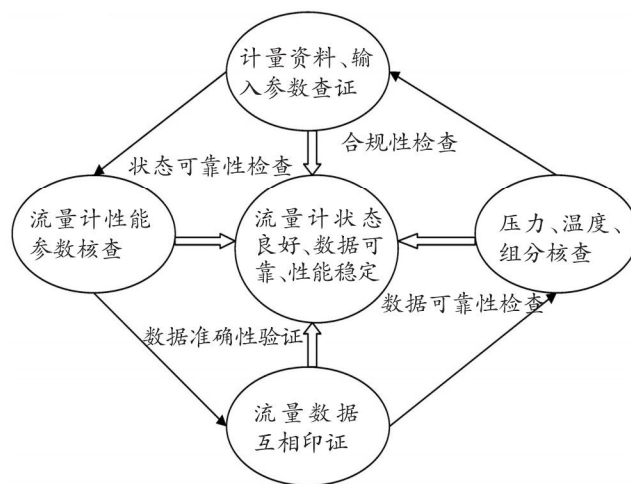 计量资料、输
入参数查证
状态可靠性检查
合规性检查
流量计性能
参数核查
流量计状态
良好、数据可
靠、性能稳定
压力、温度、
组分核查
数据准确性验证
数据可靠性检查
流量数据
互相印证